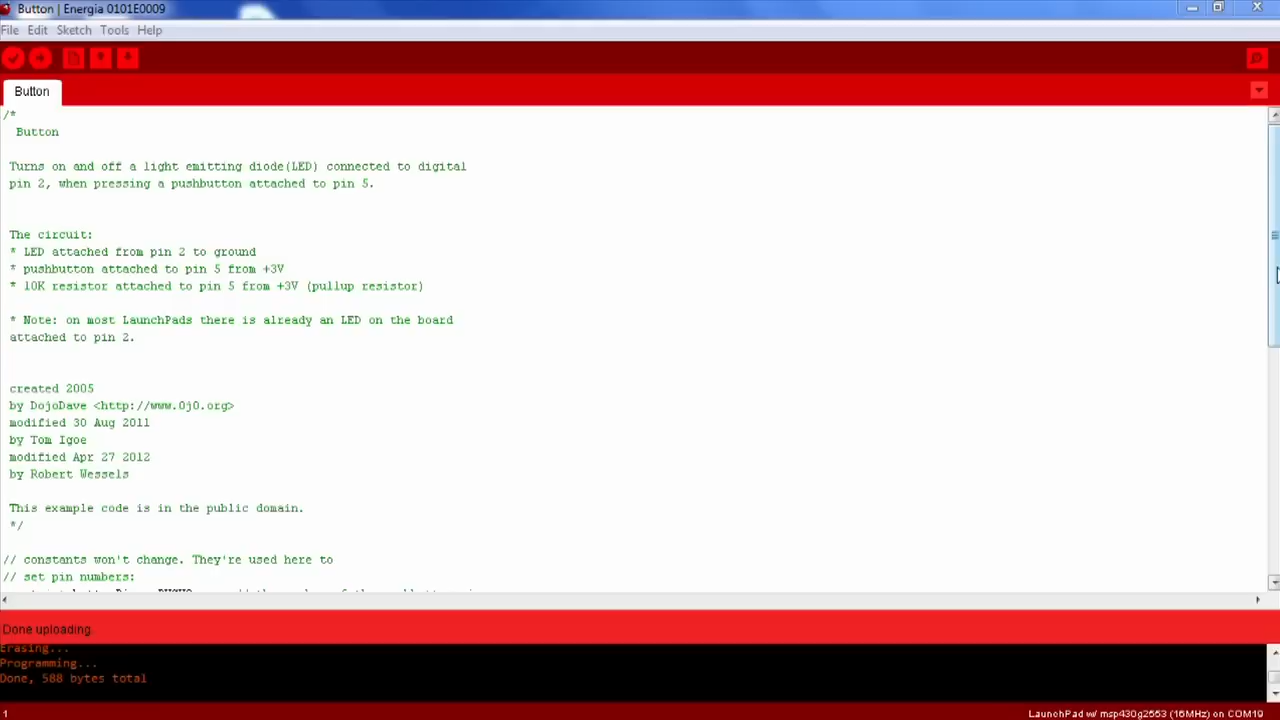 Button | Energia 0101E0009
File Edit Sketch Tools Help
Button
/*
Button
Turns on and off a light emitting diode(LED) connected to digital
pin 2, when pressing a pushbutton attached to pin 5.
The circuit:
* LED attached from pin 2 to ground
* pushbutton attached to pin 5 from +3V
* 10K resistor attached to pin 5 from +3V (pullup resistor)
* Note: on most LaunchPads there is already an LED on the board
attached to pin 2.
created 2005
by DojoDave <http://www.0j0.org>
modified 30 Aug 2011
by Tom Igoe
modified Apr 27 2012
by Robert Wessels
This example code is in the public domain.
*/
// constants won't change. They're used here to
// set pin numbers:
Done uploading.
Erasing...
Programming...
Done, 588 bytes total
1
LaunchPad w/ msp430g2553 (16MHz) on COM19